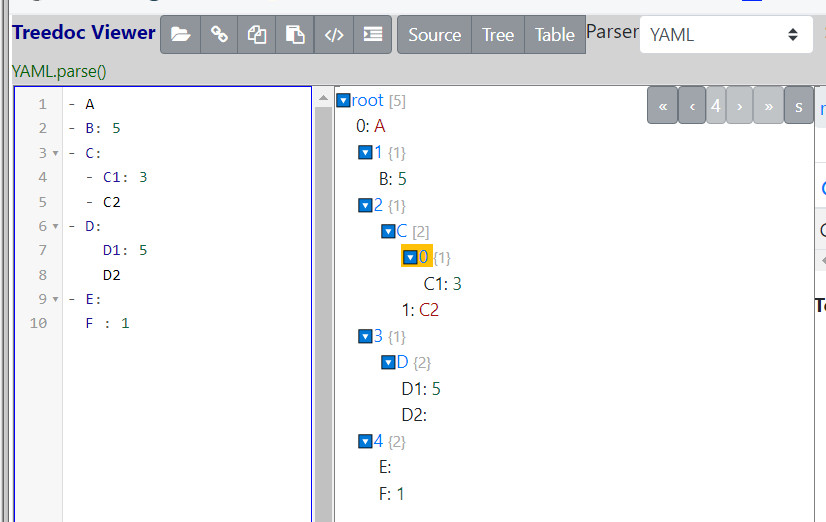 Treedoc Viewer Source Tree Table Parser YAML
YAML.parse()
1 - A
2 - B: 5
3 - C:
4 - C1: 3
5 - C2
6 - D:
7 D1: 5
8 D2
9 - E:
10 F : 1
root [5]
« ‹ 4 › » s
0: A
1 {1}
B: 5
2 {1}
C [2]
0 {1}
C1: 3
1: C2
3 {1}
D {2}
D1: 5
D2:
4 {2}
E:
F: 1